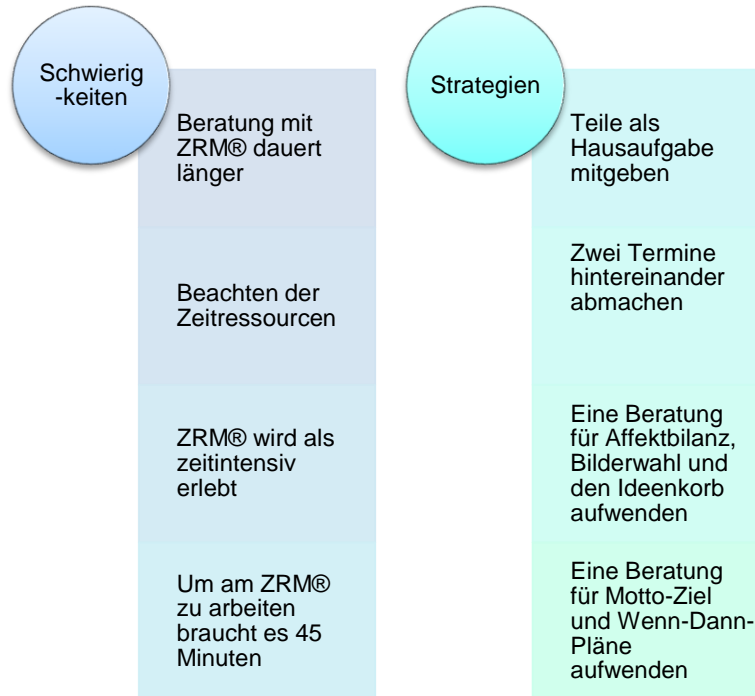 Schwierig
-keiten
Beratung mit
ZRM® dauert
länger
Beachten der
Zeitressourcen
ZRM® wird als
zeitintensiv
erlebt
Um am ZRM®
zu arbeiten
braucht es 45
Minuten
Strategien
Teile als
Hausaufgabe
mitgeben
Zwei Termine
hintereinander
abmachen
Eine Beratung
für Affektbilanz,
Bilderwahl und
den Ideenkorb
aufwenden
Eine Beratung
für Motto-Ziel
und Wenn-Dann-
Pläne
aufwenden